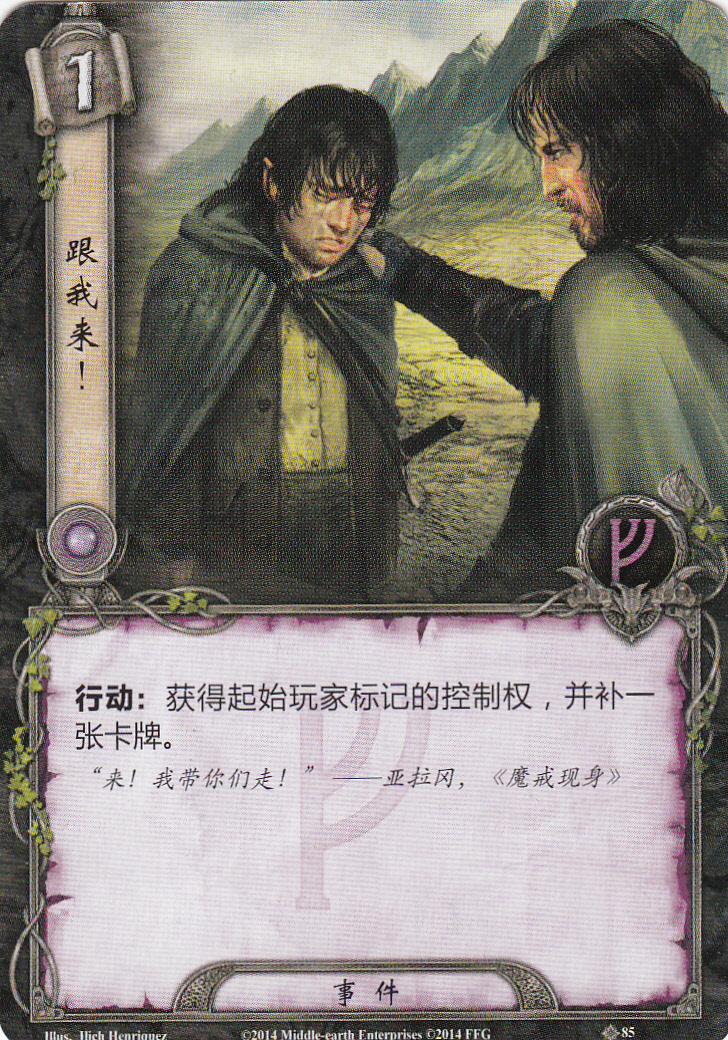 1
跟我来！
行动：获得起始玩家标记的控制权，并补一
张卡牌。
“来！我带你们走！”——亚拉冈，《魔戒现身》
事件
Illus. Ilich Henriquez ©2014 Middle-earth Enterprises ©2014 FFG 85